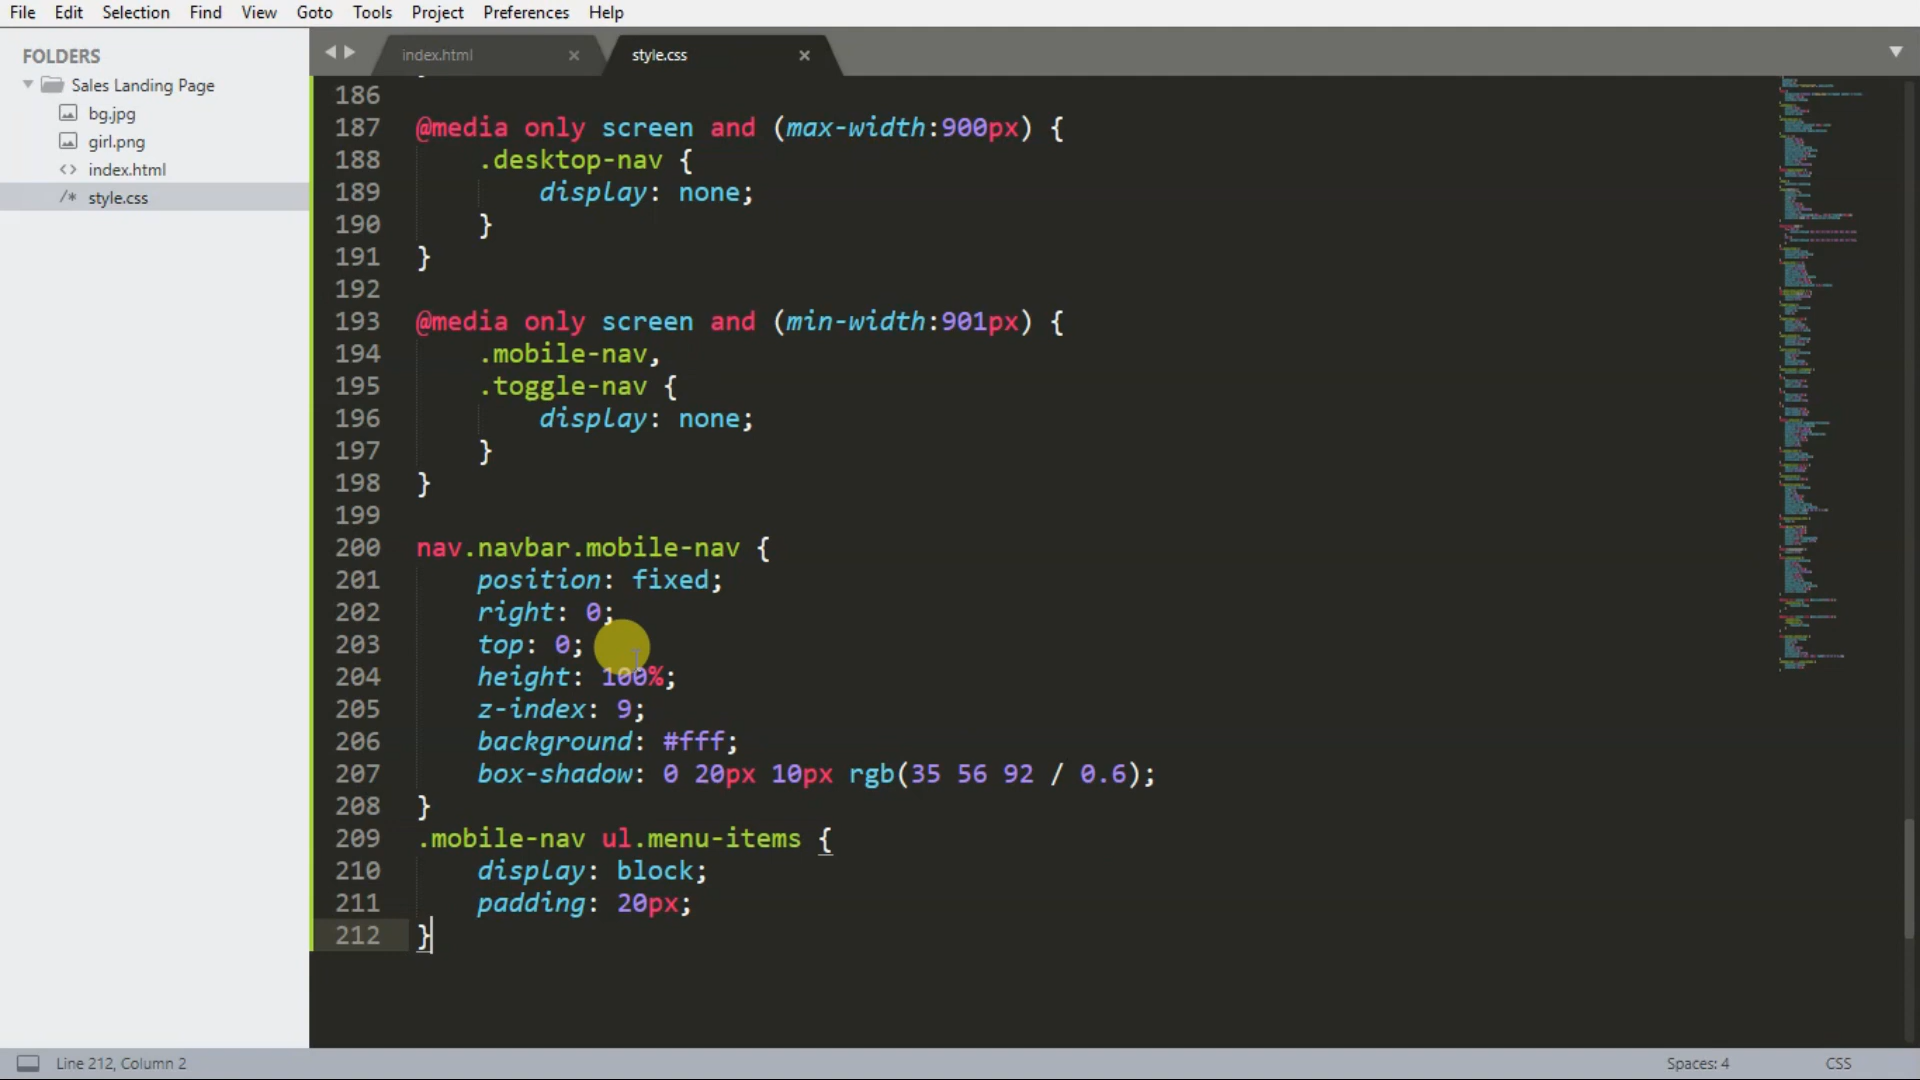 File Edit Selection Find View Goto Tools Project Preferences Help
FOLDERS
Sales Landing Page
bg.jpg
girl.png
<> index.html
/* style.css
index.html × style.css ×
186
187 @media only screen and (max-width:900px) {
188 .desktop-nav {
189 display: none;
190 }
191 }
192
193 @media only screen and (min-width:901px) {
194 .mobile-nav,
195 .toggle-nav {
196 display: none;
197 }
198 }
199
200 nav.navbar.mobile-nav {
201 position: fixed;
202 right: 0;
203 top: 0;
204 height: 100%;
205 z-index: 9;
206 background: #fff;
207 box-shadow: 0 20px 10px rgb(35 56 92 / 0.6);
208 }
209 .mobile-nav ul.menu-items {
210 display: block;
211 padding: 20px;
212 }
Line 212, Column 2 Spaces: 4 CSS